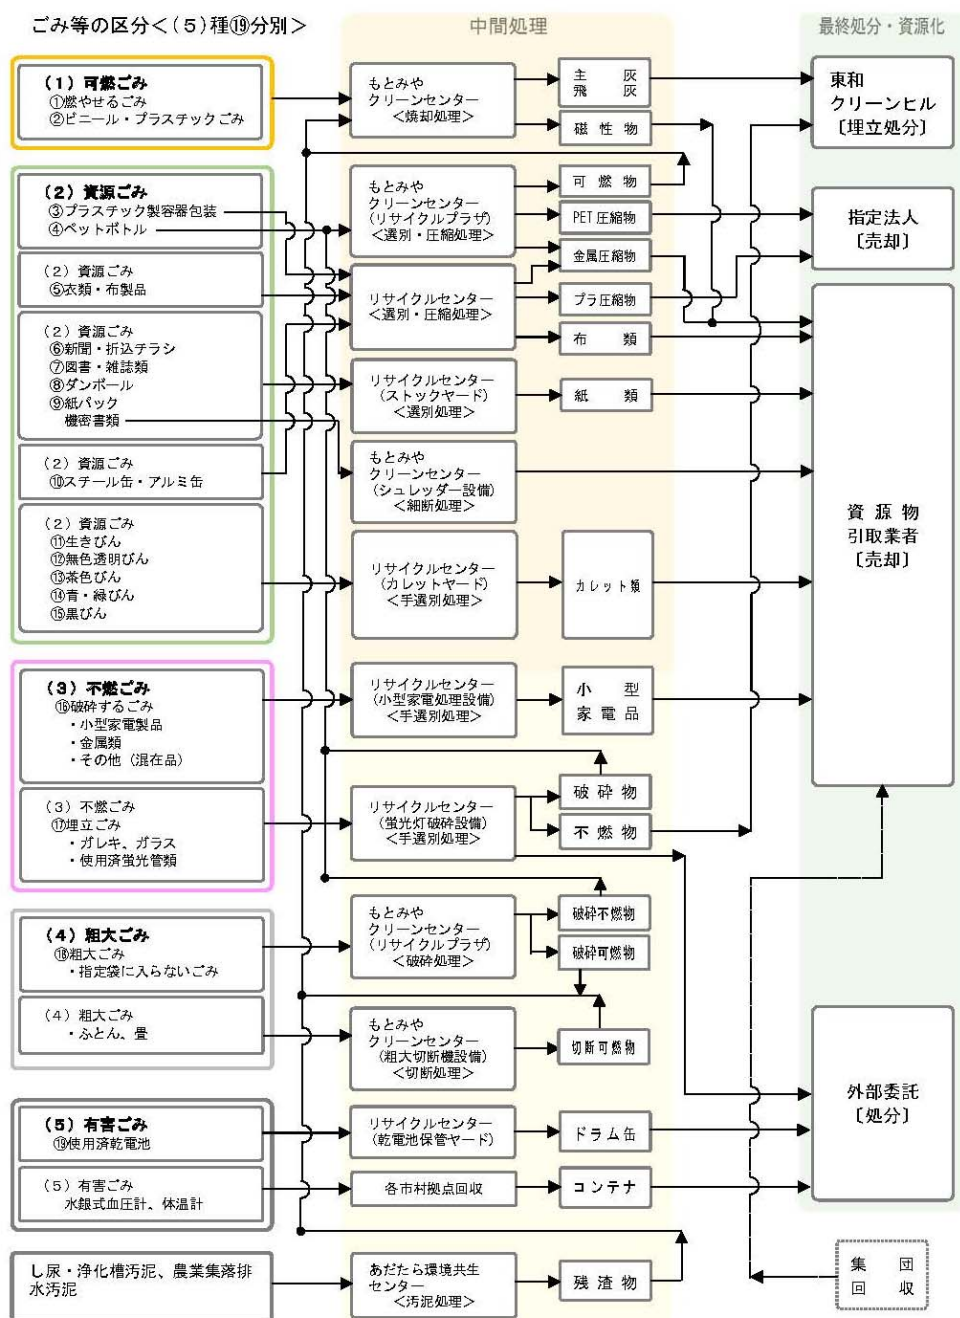 ごみ等の区分＜(5)種⑲分別＞
中間処理
最終処分・資源化
(1) 可燃ごみ
①燃やせるごみ
②ビニール・プラスチックごみ
もとみや
クリーンセンター
＜焼却処理＞
主灰
飛灰
磁性物
東和
クリーンヒル
〔埋立処分〕
(2) 資源ごみ
③プラスチック製容器包装
④ペットボトル
もとみや
クリーンセンター
(リサイクルプラザ)
＜選別・圧縮処理＞
可燃物
PET圧縮物
金属圧縮物
指定法人
〔売却〕
(2) 資源ごみ
⑤衣類・布製品
リサイクルセンター
＜選別・圧縮処理＞
プラ圧縮物
布類
(2) 資源ごみ
⑥新聞・折込チラシ
⑦図書・雑誌類
⑧ダンボール
⑨紙パック
機密書類
リサイクルセンター
(ストックヤード)
＜選別処理＞
紙類
(2) 資源ごみ
⑩スチール缶・アルミ缶
もとみや
クリーンセンター
(シュレッダー設備)
＜細断処理＞
資源物
引取業者
〔売却〕
(2) 資源ごみ
⑪生きびん
⑫無色透明びん
⑬茶色びん
⑭青・緑びん
⑮黒びん
リサイクルセンター
(カレットヤード)
＜手選別処理＞
カレット類
(3) 不燃ごみ
⑯破砕するごみ
・小型家電製品
・金属類
・その他（混在品）
リサイクルセンター
(小型家電処理設備)
＜手選別処理＞
小型
家電品
(3) 不燃ごみ
⑰埋立ごみ
・ガレキ、ガラス
・使用済蛍光管類
リサイクルセンター
(蛍光灯破砕設備)
＜手選別処理＞
破砕物
不燃物
(4) 粗大ごみ
⑱粗大ごみ
・指定袋に入らないごみ
もとみや
クリーンセンター
(リサイクルプラザ)
＜破砕処理＞
破砕不燃物
破砕可燃物
(4) 粗大ごみ
・ふとん、畳
もとみや
クリーンセンター
(粗大切断機設備)
＜切断処理＞
切断可燃物
外部委託
〔処分〕
(5) 有害ごみ
⑲使用済乾電池
リサイクルセンター
(乾電池保管ヤード)
ドラム缶
(5) 有害ごみ
水銀式血圧計、体温計
各市村拠点回収
コンテナ
し尿・浄化槽汚泥、農業集落排
水汚泥
あだたら環境共生
センター
＜汚泥処理＞
残渣物
集団
回収